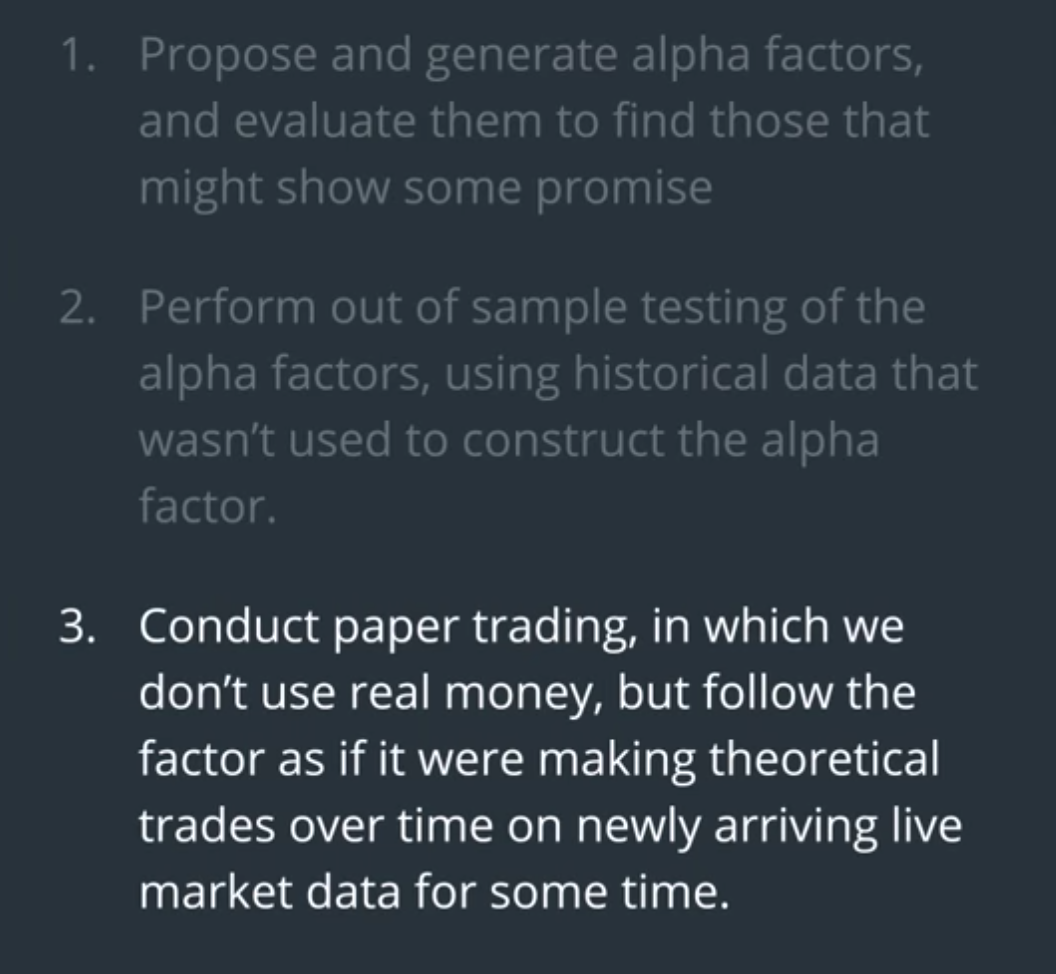 1. Propose and generate alpha factors,
and evaluate them to find those that
might show some promise
2. Perform out of sample testing of the
alpha factors, using historical data that
wasn’t used to construct the alpha
factor.
3. Conduct paper trading, in which we
don’t use real money, but follow the
factor as if it were making theoretical
trades over time on newly arriving live
market data for some time.